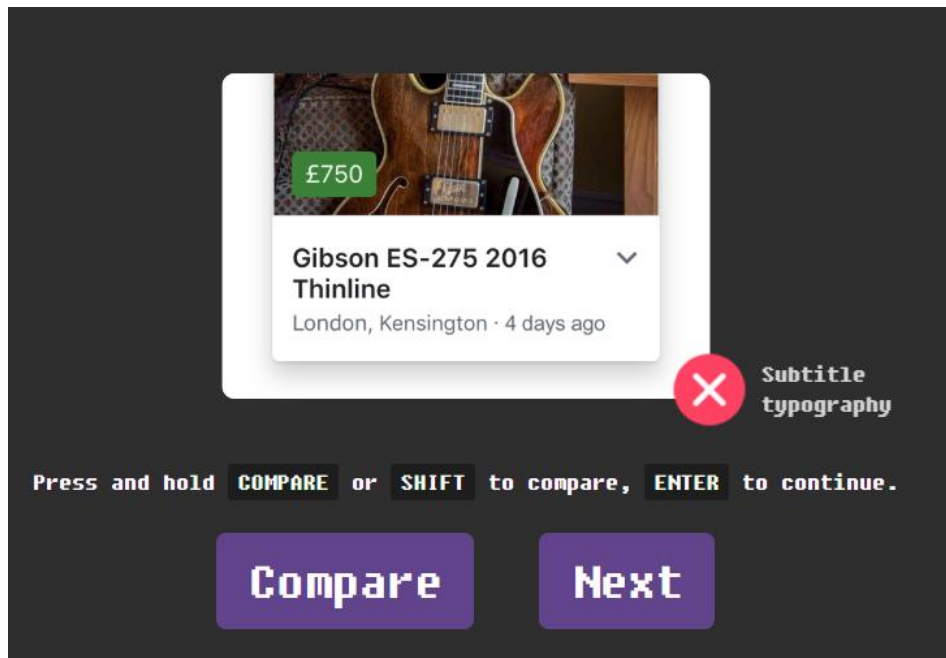 £750
Gibson ES-275 2016
Thinline
London, Kensington · 4 days ago
Subtitle
typography
Press and hold COMPARE or SHIFT to compare, ENTER to continue.
Compare
Next